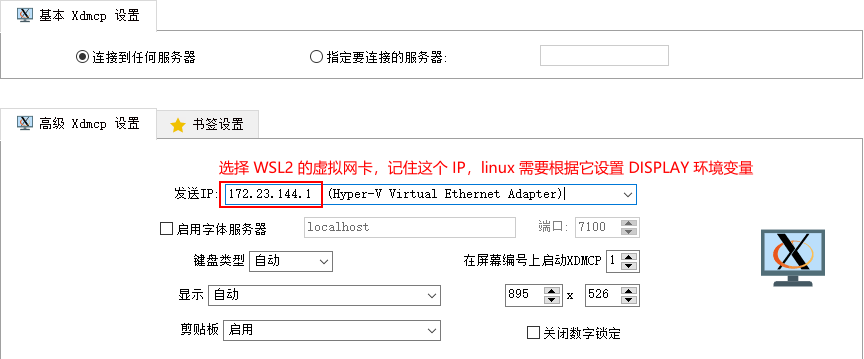 基本 Xdmcp 设置
连接到任何服务器 指定要连接的服务器:
高级 Xdmcp 设置 书签设置
选择 WSL2 的虚拟网卡，记住这个 IP，linux 需要根据它设置 DISPLAY 环境变量
发送IP: 172.23.144.1 (Hyper-V Virtual Ethernet Adapter)
启用字体服务器 localhost 端口: 7100
键盘类型 自动 在屏幕编号上启动XDMCP 1
显示 自动 895 x 526
剪贴板 启用 关闭数字锁定